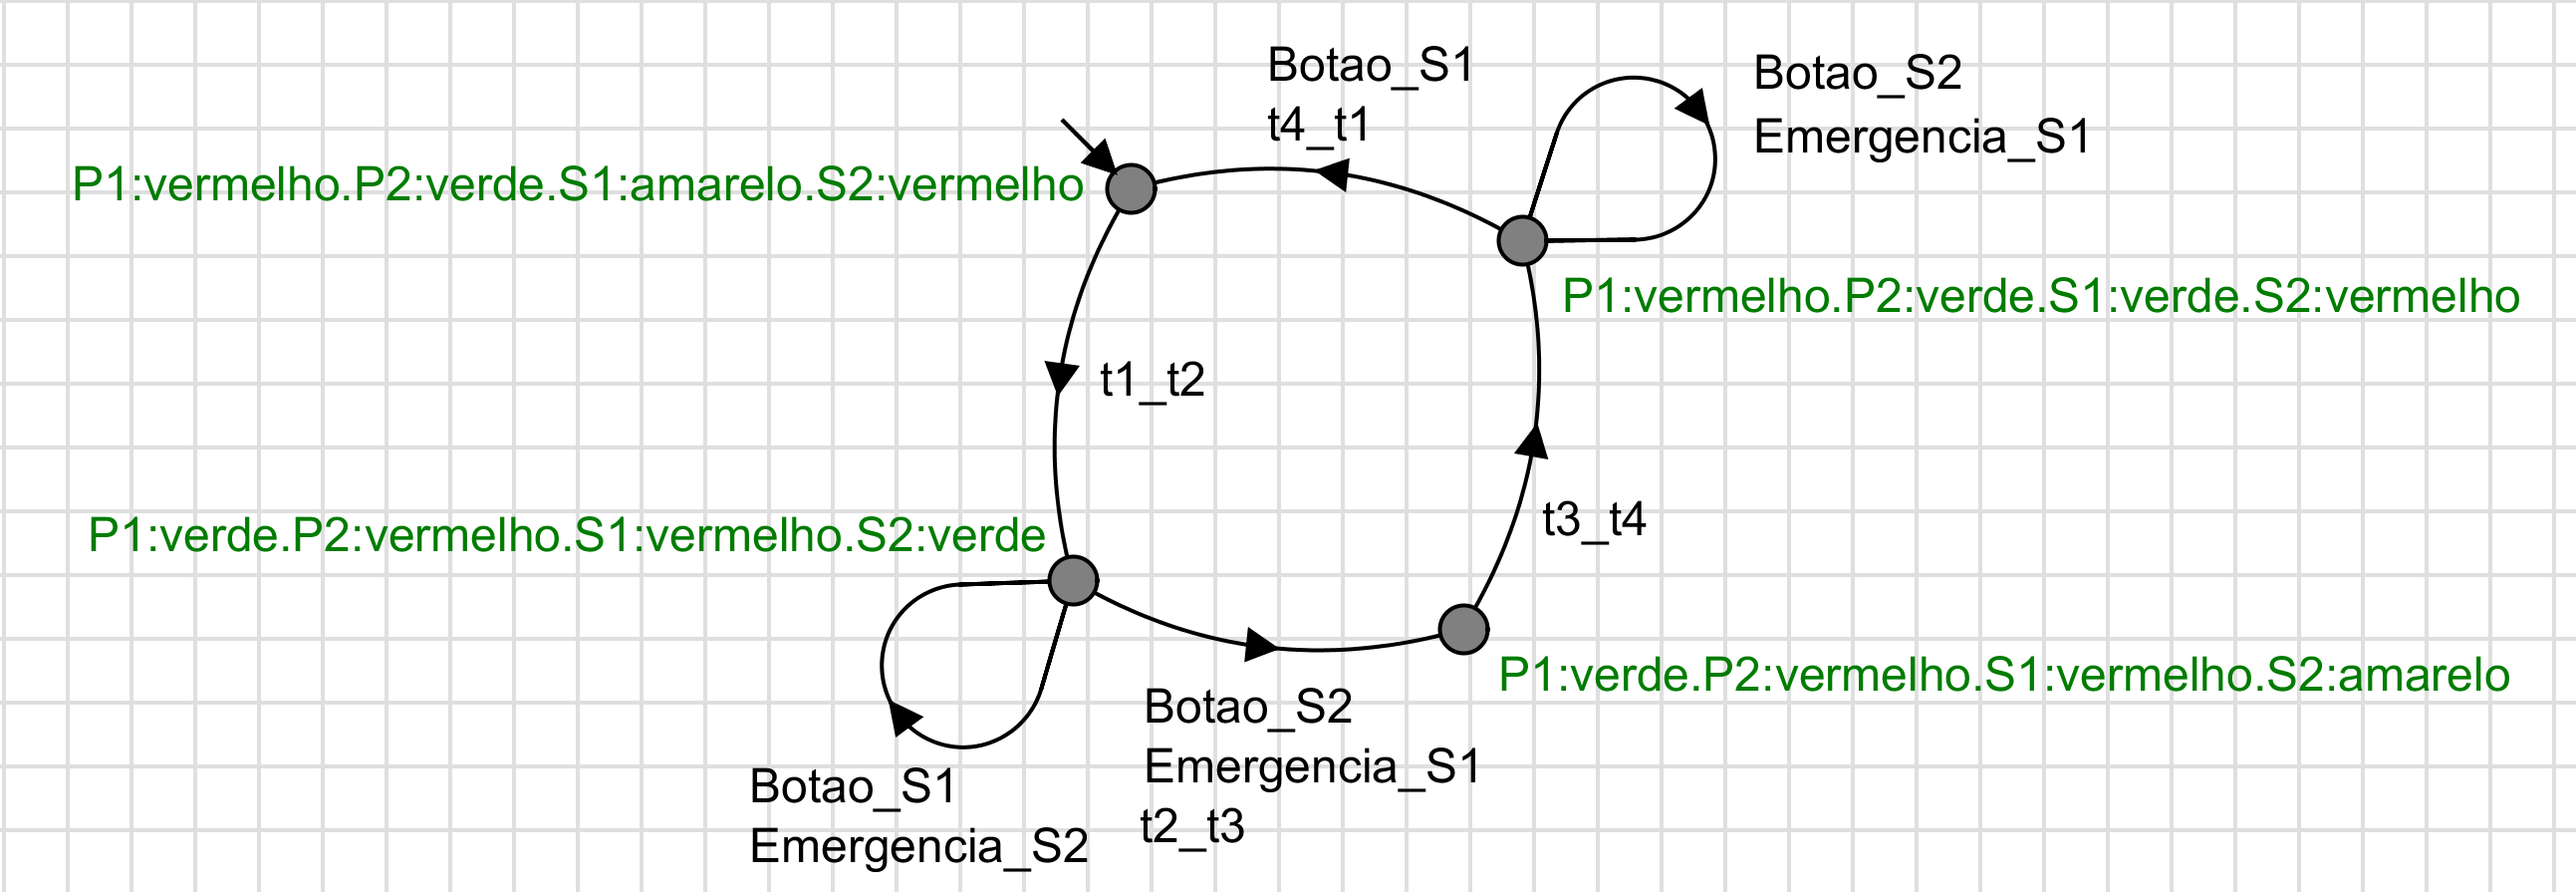 Botao_S1
t4_t1
Botao_S2
Emergencia_S1
P1:vermelho.P2:verde.S1:amarelo.S2:vermelho
P1:vermelho.P2:verde.S1:verde.S2:vermelho
t1_t2
t3_t4
P1:verde.P2:vermelho.S1:vermelho.S2:verde
P1:verde.P2:vermelho.S1:vermelho.S2:amarelo
Botao_S2
Emergencia_S1
t2_t3
Botao_S1
Emergencia_S2